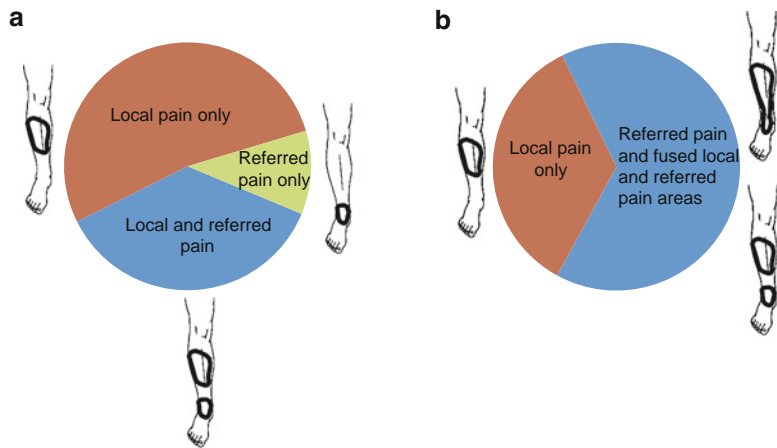 a
Local pain only
Referred
pain only
Local and referred
pain
b
Local pain
only
Referred pain
and fused local
and referred
pain areas